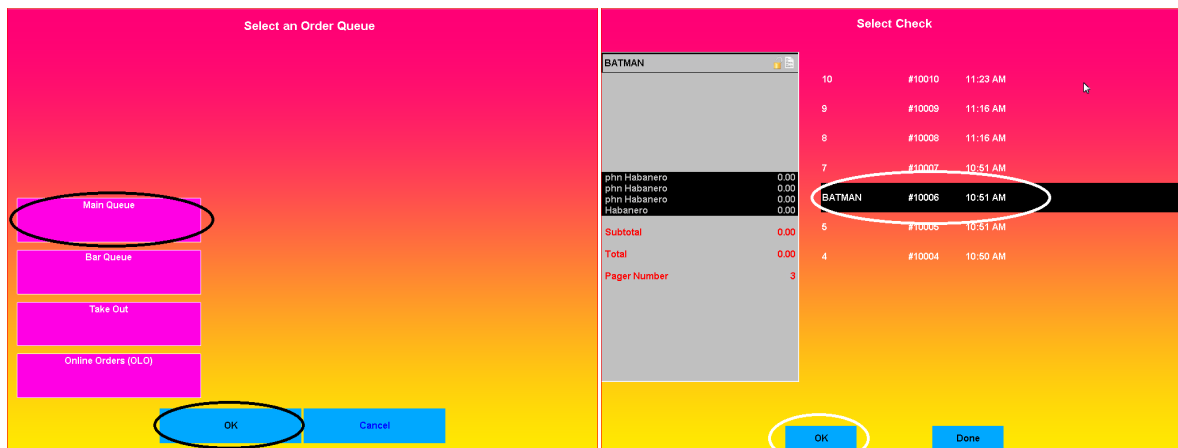 Select an Order Queue
Main Queue
Bar Queue
Take Out
Online Orders (OLO)
OK Cancel
Select Check
BATMAN
phn Habanero 0.00
phn Habanero 0.00
phn Habanero 0.00
Habanero 0.00
Subtotal 0.00
Total 0.00
Pager Number 3
10 #10010 11:23 AM
9 #10009 11:16 AM
8 #10008 11:16 AM
7 #10007 10:51 AM
BATMAN #10006 10:51 AM
5 #10005 10:51 AM
4 #10004 10:50 AM
OK Done